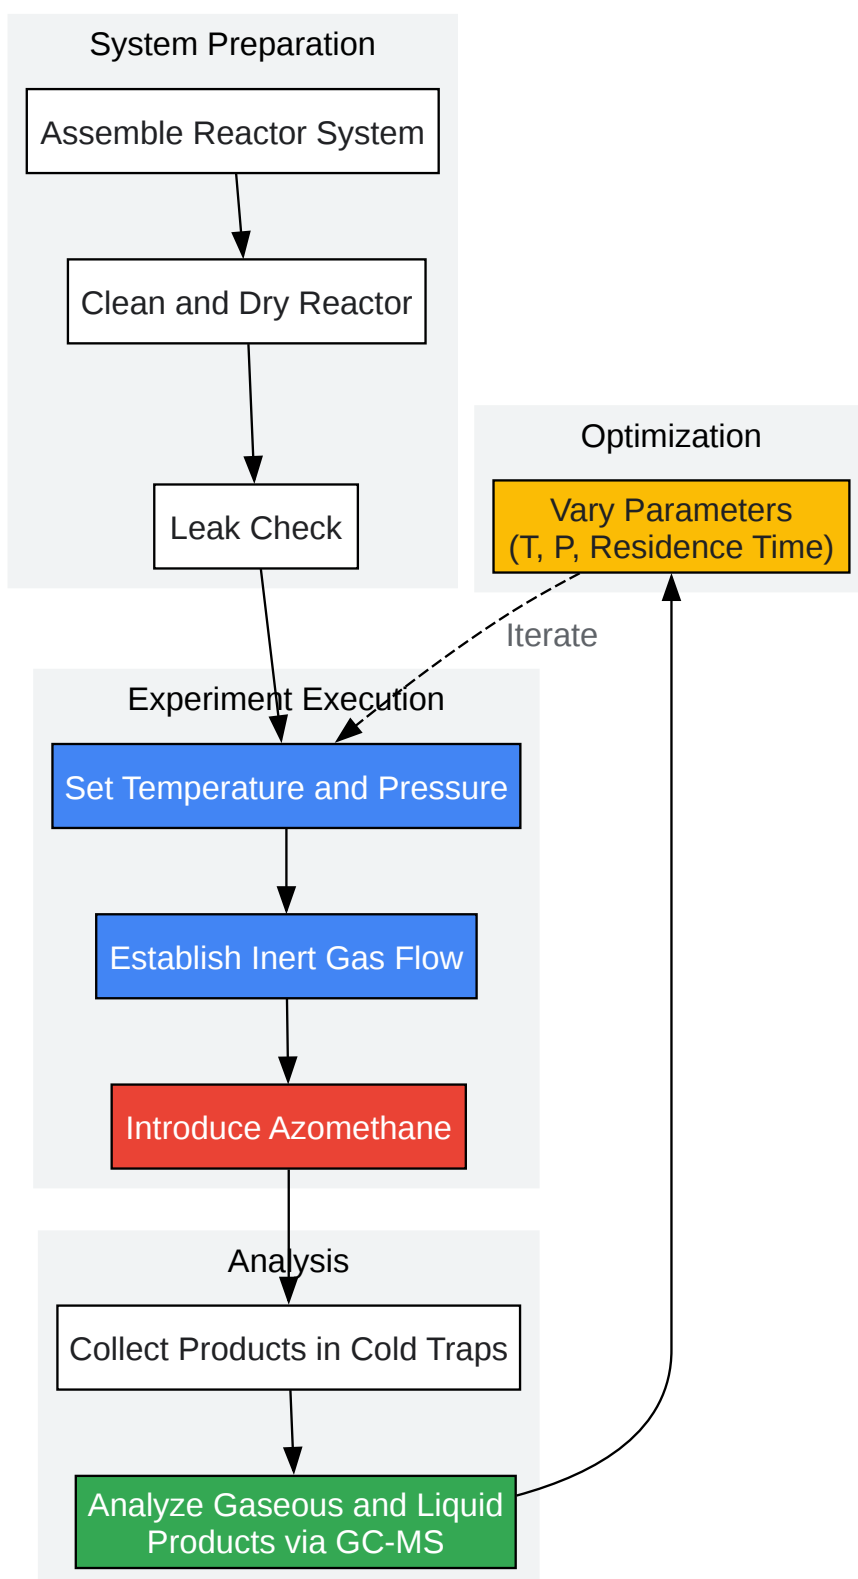 System Preparation
Assemble Reactor System
Clean and Dry Reactor
Leak Check
Optimization
Vary Parameters
(T, P, Residence Time)
Iterate
Experiment Execution
Set Temperature and Pressure
Establish Inert Gas Flow
Introduce Azomethane
Analysis
Collect Products in Cold Traps
Analyze Gaseous and Liquid
Products via GC-MS